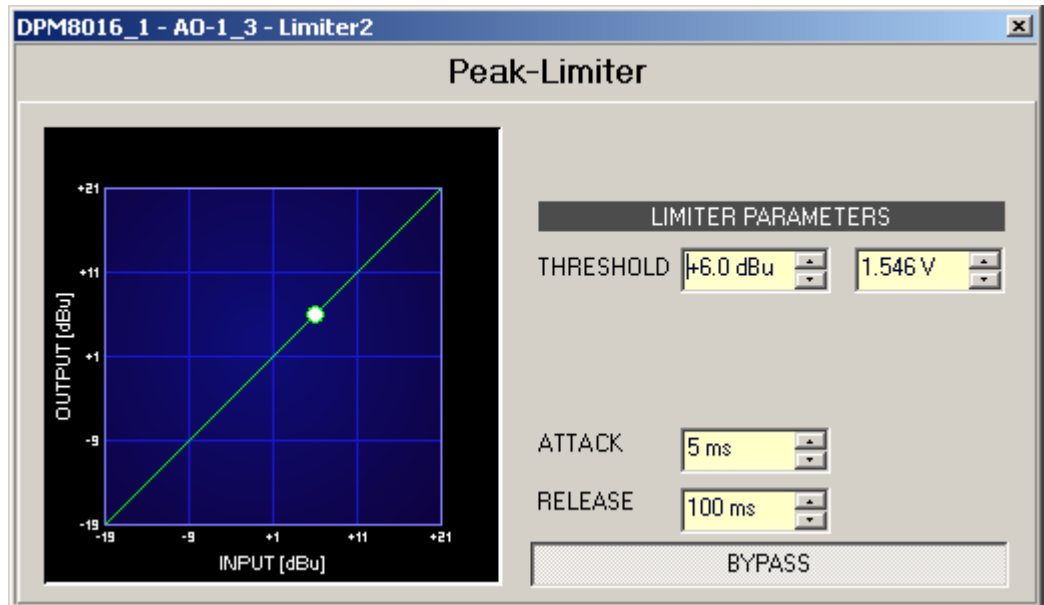 DPM8016_1 - AO-1_3 - Limiter2
Peak-Limiter
+21
+11
+1
-9
-19
OUTPUT [dBu]
-19 -9 +1 +11 +21
INPUT [dBu]
LIMITER PARAMETERS
THRESHOLD +6.0 dBu 1.546 V
ATTACK 5 ms
RELEASE 100 ms
BYPASS